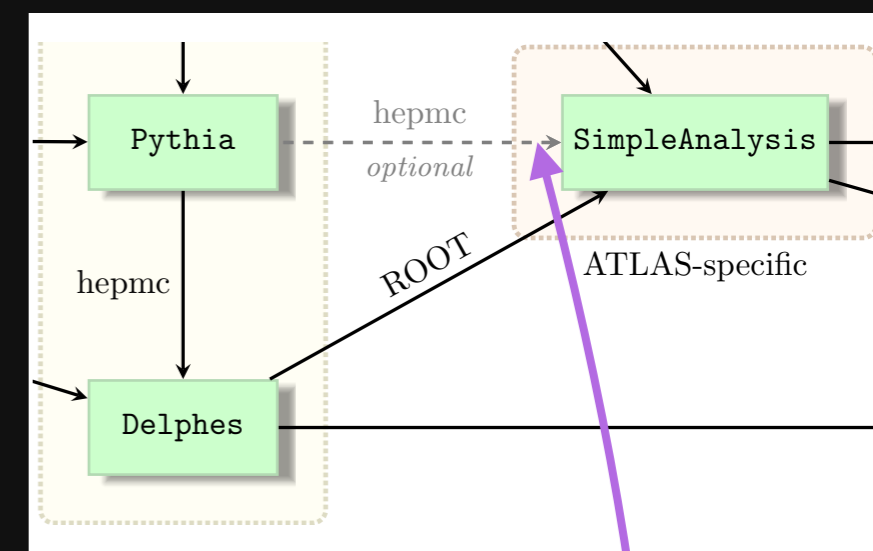 hepmc
Pythia
SimpleAnalysis
optional
ROOT
ATLAS-specific
hepmc
Delphes